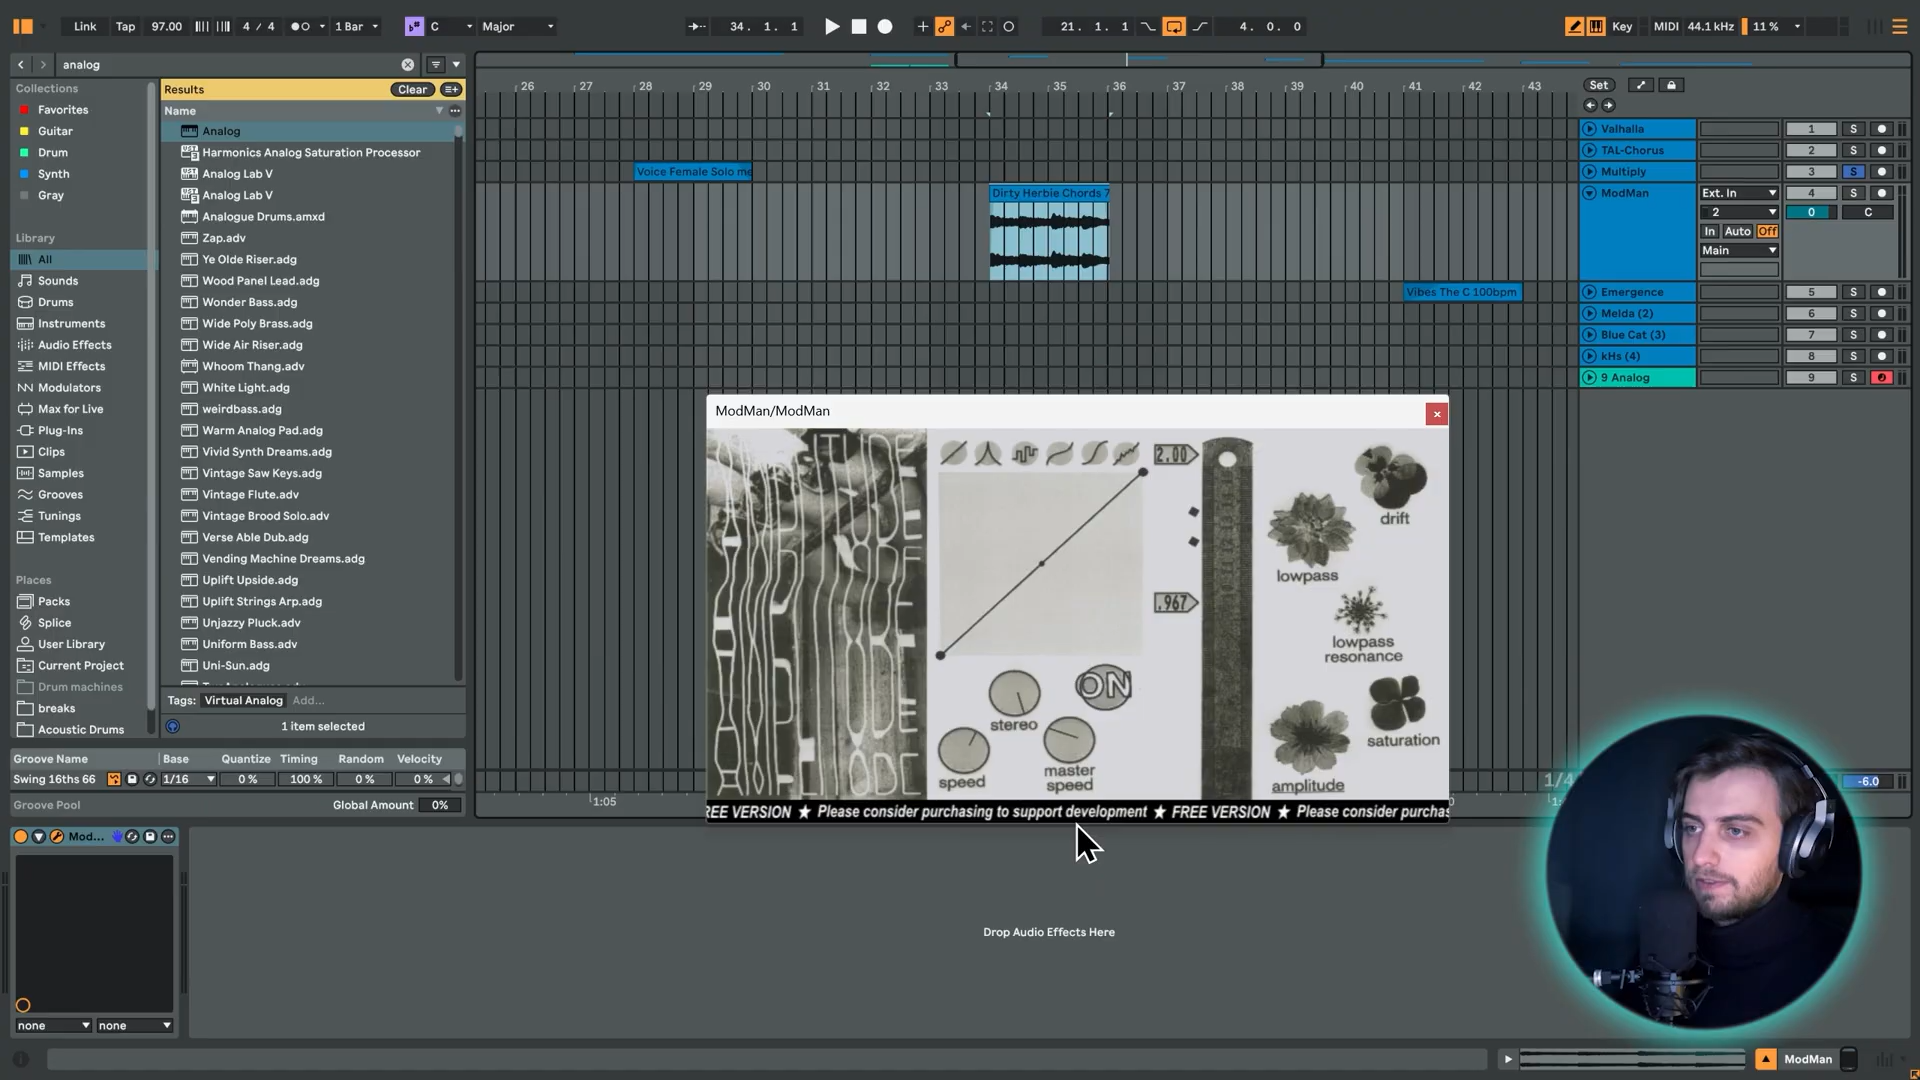 Link Tap 97.00 4 / 4 1 Bar C Major 34. 1. 1 21. 1. 1 4. 0. 0 Key MIDI 44.1 kHz 11 %
analog
Collections
Favorites
Guitar
Drum
Synth
Gray
Library
All
Sounds
Drums
Instruments
Audio Effects
MIDI Effects
Modulators
Max for Live
Plug-Ins
Clips
Samples
Grooves
Tunings
Templates
Places
Packs
Splice
User Library
Current Project
Drum machines
breaks
Acoustic Drums
Results Clear
Name
Analog
Harmonics Analog Saturation Processor
Analog Lab V
Analog Lab V
Analogue Drums.amxd
Zap.adv
Ye Olde Riser.adg
Wood Panel Lead.adg
Wonder Bass.adg
Wide Poly Brass.adg
Wide Air Riser.adg
Whoom Thang.adv
White Light.adg
weirdbass.adg
Warm Analog Pad.adg
Vivid Synth Dreams.adg
Vintage Saw Keys.adg
Vintage Flute.adv
Vintage Brood Solo.adv
Verse Able Dub.adg
Vending Machine Dreams.adg
Uplift Upside.adg
Uplift Strings Arp.adg
Unjazzy Pluck.adv
Uniform Bass.adv
Uni-Sun.adg
Tags: Virtual Analog Add...
1 item selected
Groove Name Base Quantize Timing Random Velocity
Swing 16ths 66 1/16 0 % 100 % 0 % 0 %
Groove Pool Global Amount 0%
26 27 28 29 30 31 32 33 34 35 36 37 38 39 40 41 42 43
Voice Female Solo me
Dirty Herbie Chords 7
Vibes The C 100bpm
Set
Valhalla 1 S
TAL-Chorus 2 S
Multiply 3 S
ModMan Ext. In 4 S
2 0 C
In Auto Off
Main
Emergence 5 S
Melda (2) 6 S
Blue Cat (3) 7 S
kHs (4) 8 S
9 Analog 9 S
ModMan/ModMan
2.00
.967
drift
lowpass
lowpass resonance
saturation
amplitude
ON
stereo
speed
master speed
AMPLITUDE
REE VERSION ★ Please consider purchasing to support development ★ FREE VERSION ★ Please consider purchas
1:05
1/4
-6.0
Mod...
none none
Drop Audio Effects Here
ModMan